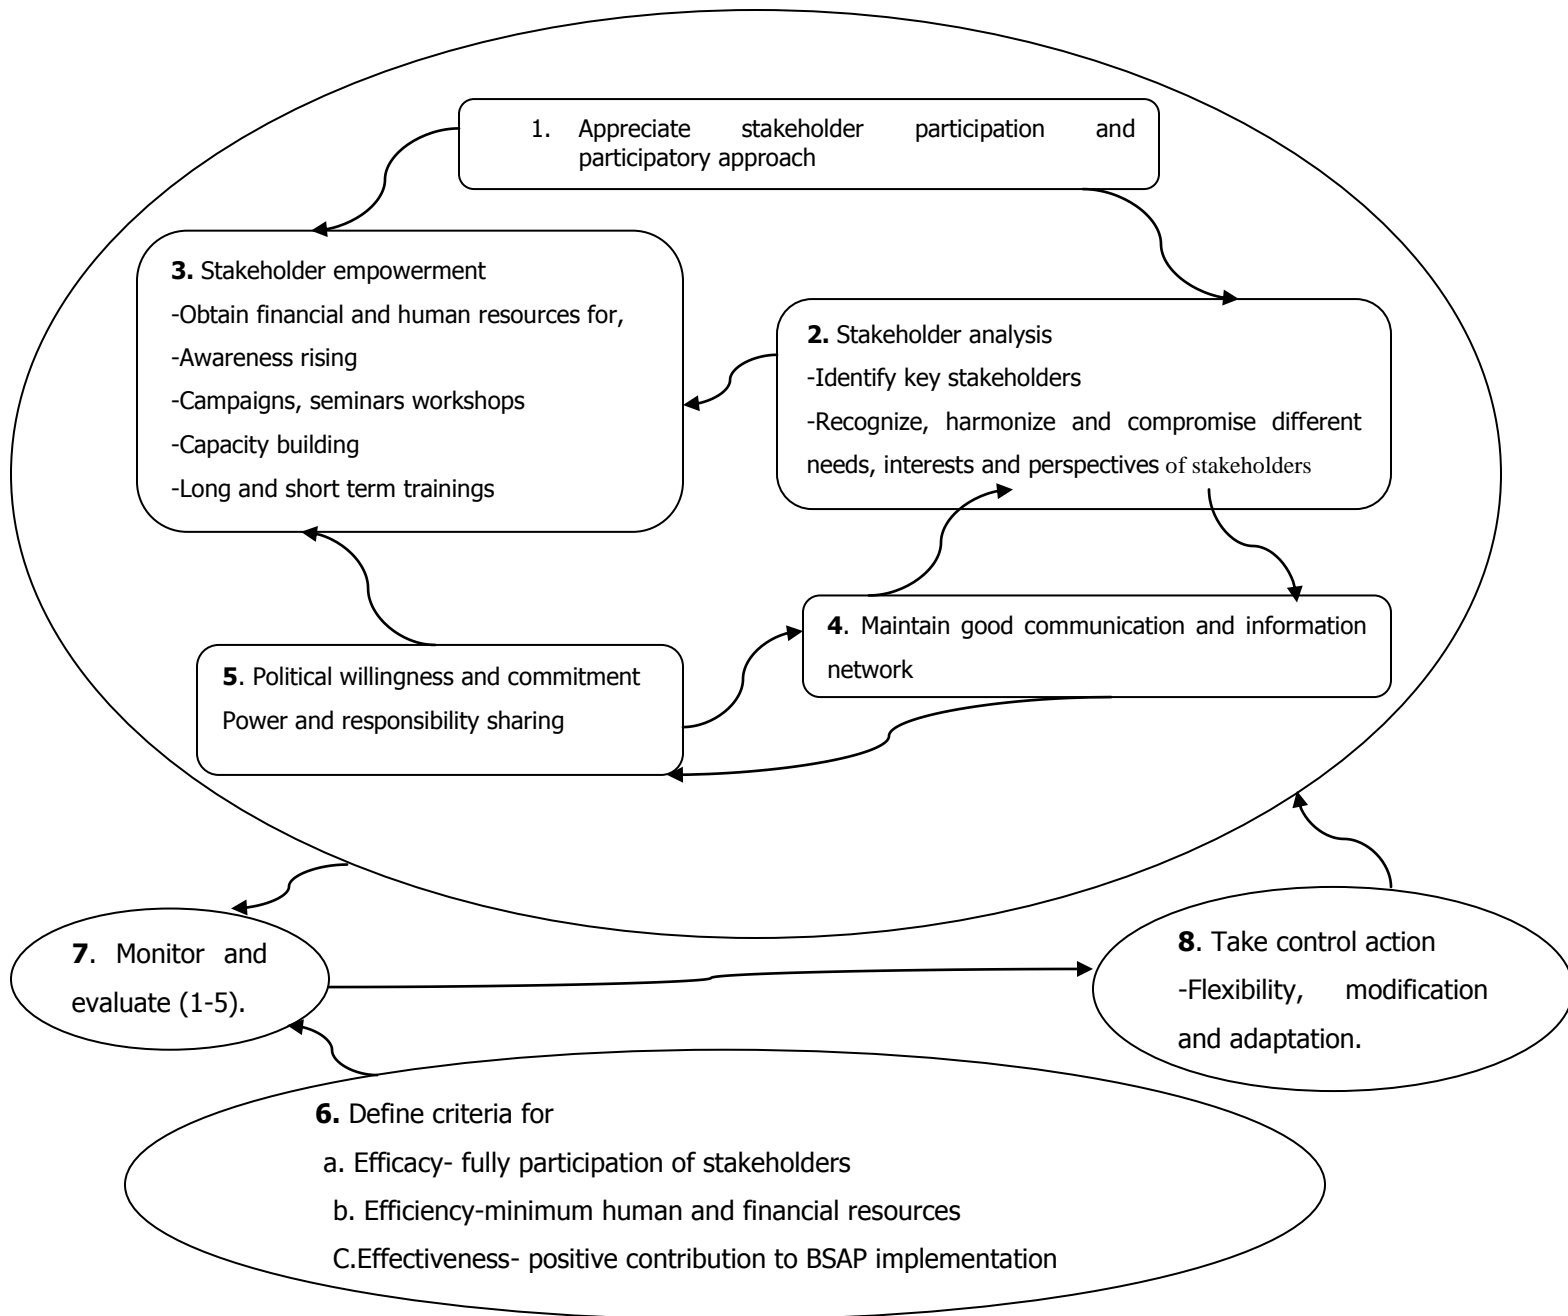 1. Appreciate stakeholder participation and
participatory approach
3. Stakeholder empowerment
-Obtain financial and human resources for,
-Awareness rising
-Campaigns, seminars workshops
-Capacity building
-Long and short term trainings
2. Stakeholder analysis
-Identify key stakeholders
-Recognize, harmonize and compromise different
needs, interests and perspectives of stakeholders
4. Maintain good communication and information
network
5. Political willingness and commitment
Power and responsibility sharing
7. Monitor and
evaluate (1-5).
8. Take control action
-Flexibility, modification
and adaptation.
6. Define criteria for
a. Efficacy- fully participation of stakeholders
b. Efficiency-minimum human and financial resources
C.Effectiveness- positive contribution to BSAP implementation